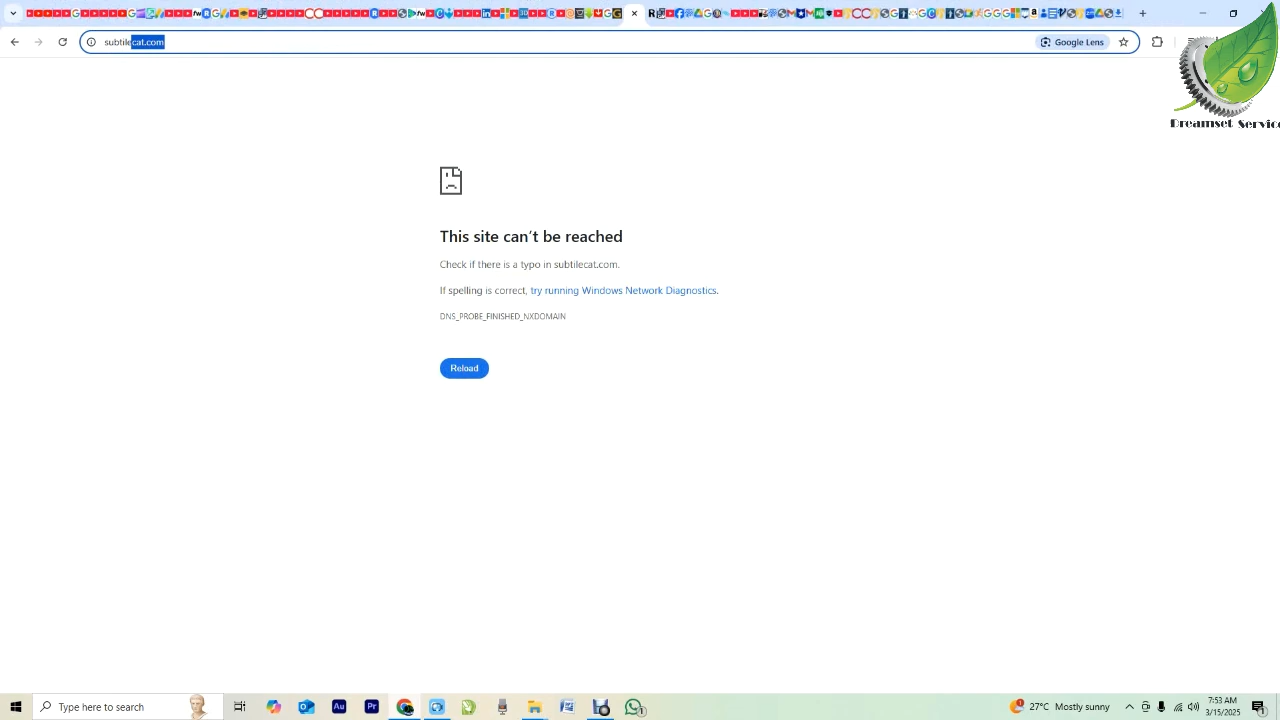 subtilecat.com
Google Lens
Dreamset Servic
This site can't be reached
Check if there is a typo in subtilecat.com.
If spelling is correct, try running Windows Network Diagnostics.
DNS_PROBE_FINISHED_NXDOMAIN
Reload
Type here to search
Au
Pr
27°C Mostly sunny
7:53 AM
3/15/2025